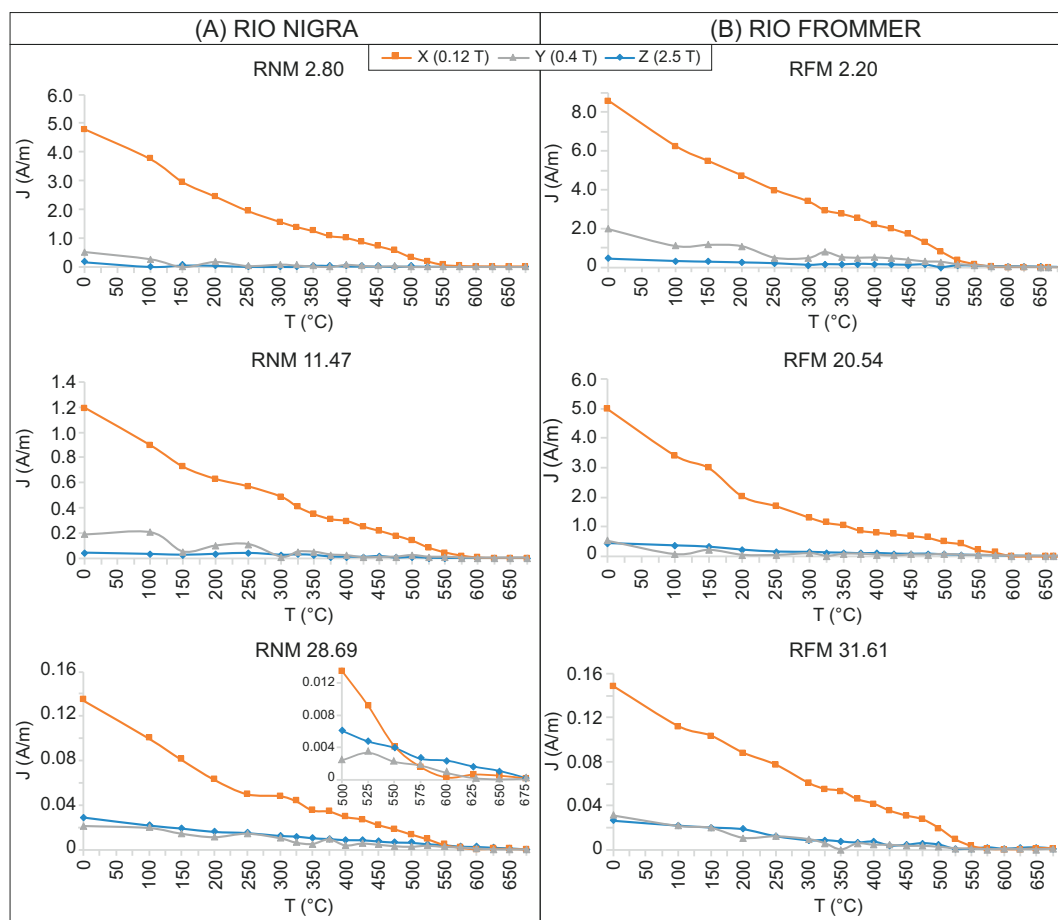 (A) RIO NIGRA
(B) RIO FROMMER
X (0.12 T) Y (0.4 T) Z (2.5 T)
RNM 2.80
6.0
5.0
4.0
3.0
2.0
1.0
0
J (A/m)
0 50 100 150 200 250 300 350 400 450 500 550 600 650
T (°C)
RFM 2.20
8.0
6.0
4.0
2.0
0
J (A/m)
0 50 100 150 200 250 300 350 400 450 500 550 600 650
T (°C)
RNM 11.47
1.4
1.2
1.0
0.8
0.6
0.4
0.2
0
J (A/m)
0 50 100 150 200 250 300 350 400 450 500 550 600 650
T (°C)
RFM 20.54
6.0
5.0
4.0
3.0
2.0
1.0
0
J (A/m)
0 50 100 150 200 250 300 350 400 450 500 550 600 650
T (°C)
RNM 28.69
0.16
0.12
0.08
0.04
0
J (A/m)
0 50 100 150 200 250 300 350 400 450 500 550 600 650
T (°C)
0.012
0.008
0.004
0
500 525 550 575 600 625 650 675
RFM 31.61
0.16
0.12
0.08
0.04
0
J (A/m)
0 50 100 150 200 250 300 350 400 450 500 550 600 650
T (°C)